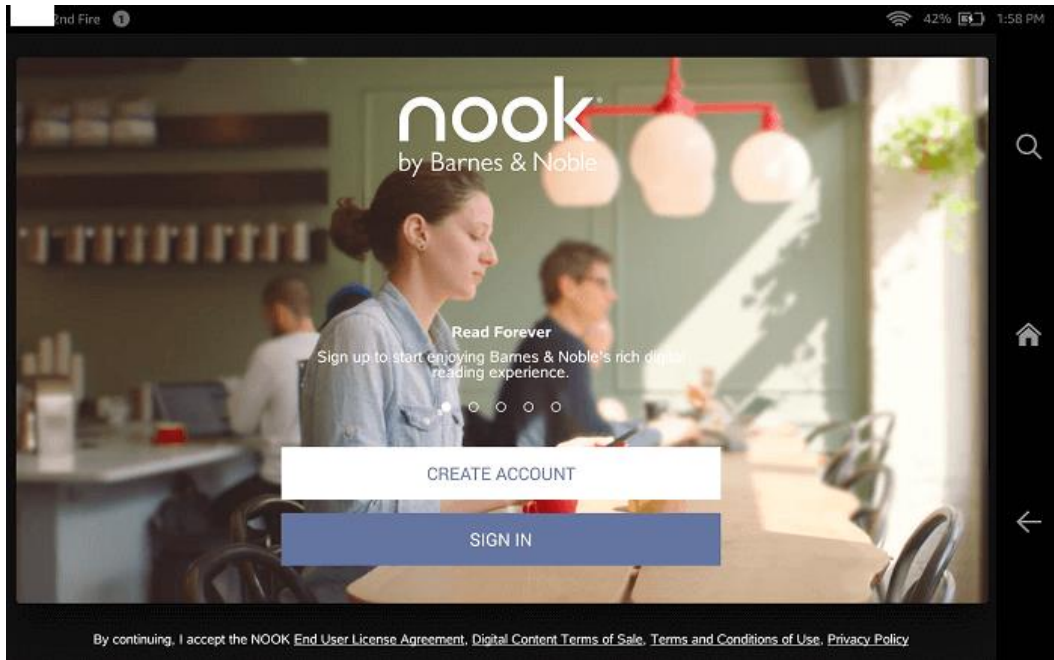 2nd Fire 1 42% 1:58 PM
nook
by Barnes & Noble
Read Forever
Sign up to start enjoying Barnes & Noble's rich digital
reading experience.
CREATE ACCOUNT
SIGN IN
By continuing, I accept the NOOK End User License Agreement, Digital Content Terms of Sale, Terms and Conditions of Use, Privacy Policy